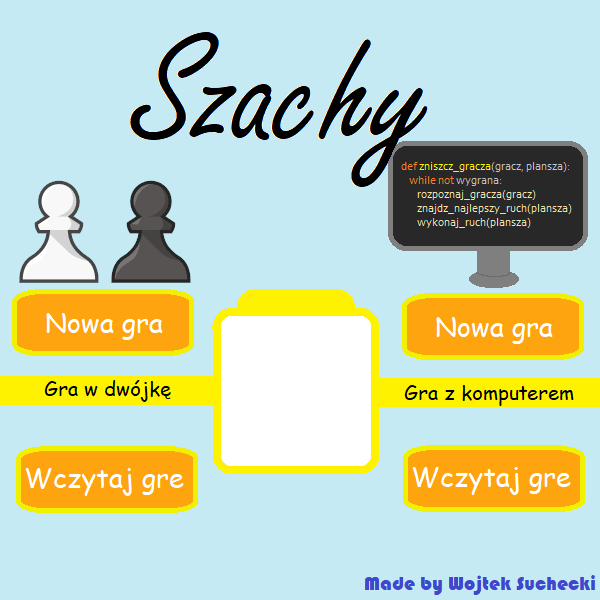 Szachy
def zniszcz_gracza(gracz, plansza):
while not wygrana:
rozpoznaj_gracza(gracz)
znajdz_najlepszy_ruch(plansza)
wykonaj_ruch(plansza)
Nowa gra
Nowa gra
Gra w dwójkę
Gra z komputerem
Wczytaj gre
Wczytaj gre
Made by Wojtek Suchecki